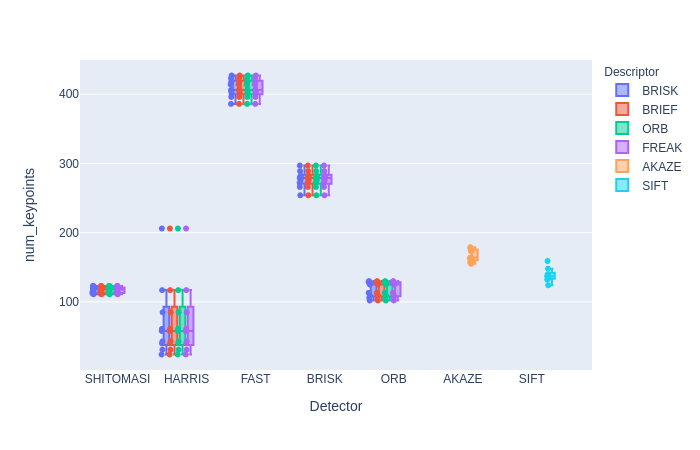 Descriptor
BRISK
BRIEF
ORB
FREAK
AKAZE
SIFT
num_keypoints
400
300
200
100
SHITOMASI HARRIS FAST BRISK ORB AKAZE SIFT
Detector